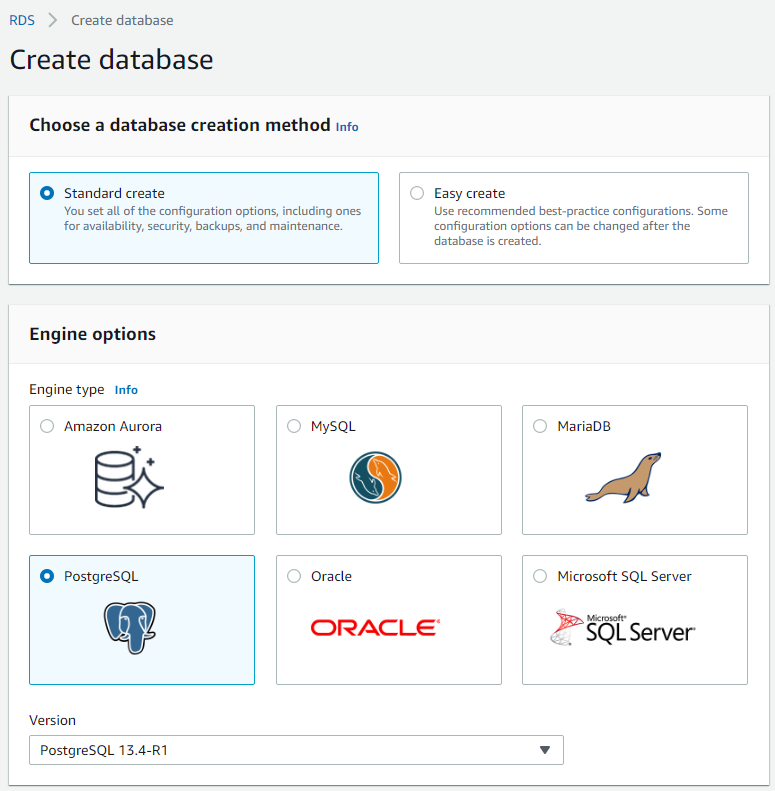 RDS > Create database
Create database
Choose a database creation method Info
Standard create
You set all of the configuration options, including ones
for availability, security, backups, and maintenance.
Easy create
Use recommended best-practice configurations. Some
configuration options can be changed after the
database is created.
Engine options
Engine type Info
Amazon Aurora
MySQL
MariaDB
PostgreSQL
Oracle
ORACLE®
Microsoft SQL Server
Microsoft®
SQL Server®
Version
PostgreSQL 13.4-R1